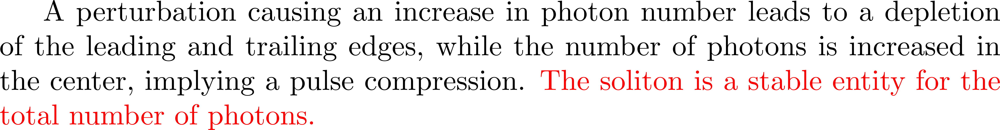 A perturbation causing an increase in photon number leads to a depletion
of the leading and trailing edges, while the number of photons is increased in
the center, implying a pulse compression. The soliton is a stable entity for the
total number of photons.